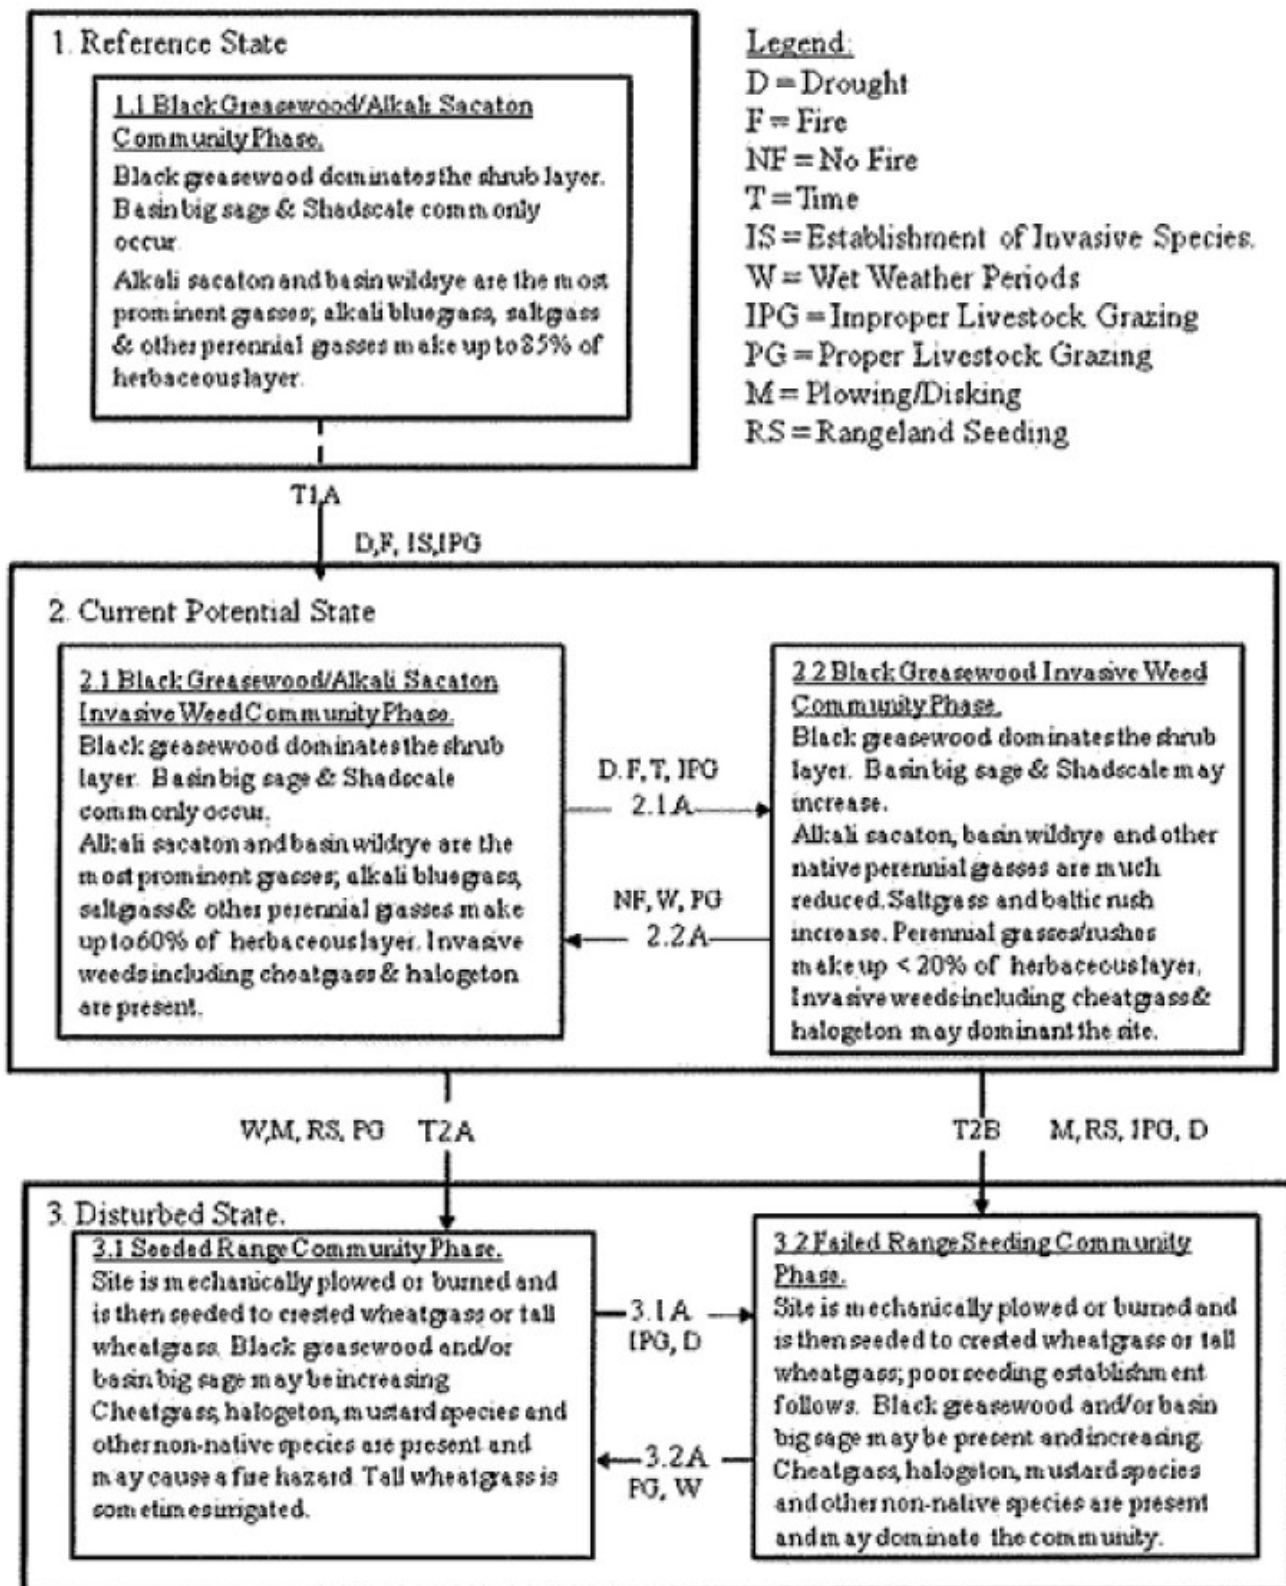 1. Reference State
1.1 Black Greasewood/Alkali Sacaton
Community Phase.
Black greasewood dominates the shrub layer.
Basin big sage & Shadscale commonly
occur.
Alkali sacaton and basin wildrye are the most
prominent grasses; alkali bluegrass, saltgrass
& other perennial grasses make up to 85% of
herbaceous layer.
Legend:
D = Drought
F = Fire
NF = No Fire
T = Time
IS = Establishment of Invasive Species.
W = Wet Weather Periods
IPG = Improper Livestock Grazing
PG = Proper Livestock Grazing
M = Plowing/Disking
RS = Rangeland Seeding
T1A
D,F, IS,IPG
2. Current Potential State
2.1 Black Greasewood/Alkali Sacaton
Invasive Weed Community Phase.
Black greasewood dominates the shrub
layer. Basin big sage & Shadscale
commonly occur.
Alkali sacaton and basin wildrye are the
most prominent grasses; alkali bluegrass,
saltgrass & other perennial grasses make
up to 60% of herbaceous layer. Invasive
weeds including cheatgrass & halogeton
are present.
D. F, T, IPG
2.1A
NF, W, PG
2.2A
2.2 Black Greasewood Invasive Weed
Community Phase.
Black greasewood dominates the shrub
layer. Basin big sage & Shadscale may
increase.
Alkali sacaton, basin wildrye and other
native perennial grasses are much
reduced. Saltgrass and baltic rush
increase. Perennial grasses/rushes
make up < 20% of herbaceous layer.
Invasive weeds including cheatgrass &
halogeton may dominant the site.
W,M, RS, PG T2A
T2B M, RS, IPG, D
3. Disturbed State.
3.1 Seeded Range Community Phase.
Site is mechanically plowed or burned and
is then seeded to crested wheatgrass or tall
wheatgrass. Black greasewood and/or
basin big sage may be increasing
Cheatgrass, halogeton, mustard species and
other non-native species are present and
may cause a fire hazard. Tall wheatgrass is
sometimes irrigated.
3.1A
IPG, D
3.2A
PG, W
3.2 Failed Range Seeding Community
Phase.
Site is mechanically plowed or burned and
is then seeded to crested wheatgrass or tall
wheatgrass; poor seeding establishment
follows. Black greasewood and/or basin
big sage may be present and increasing.
Cheatgrass, halogeton, mustard species
and other non-native species are present
and may dominate the community.